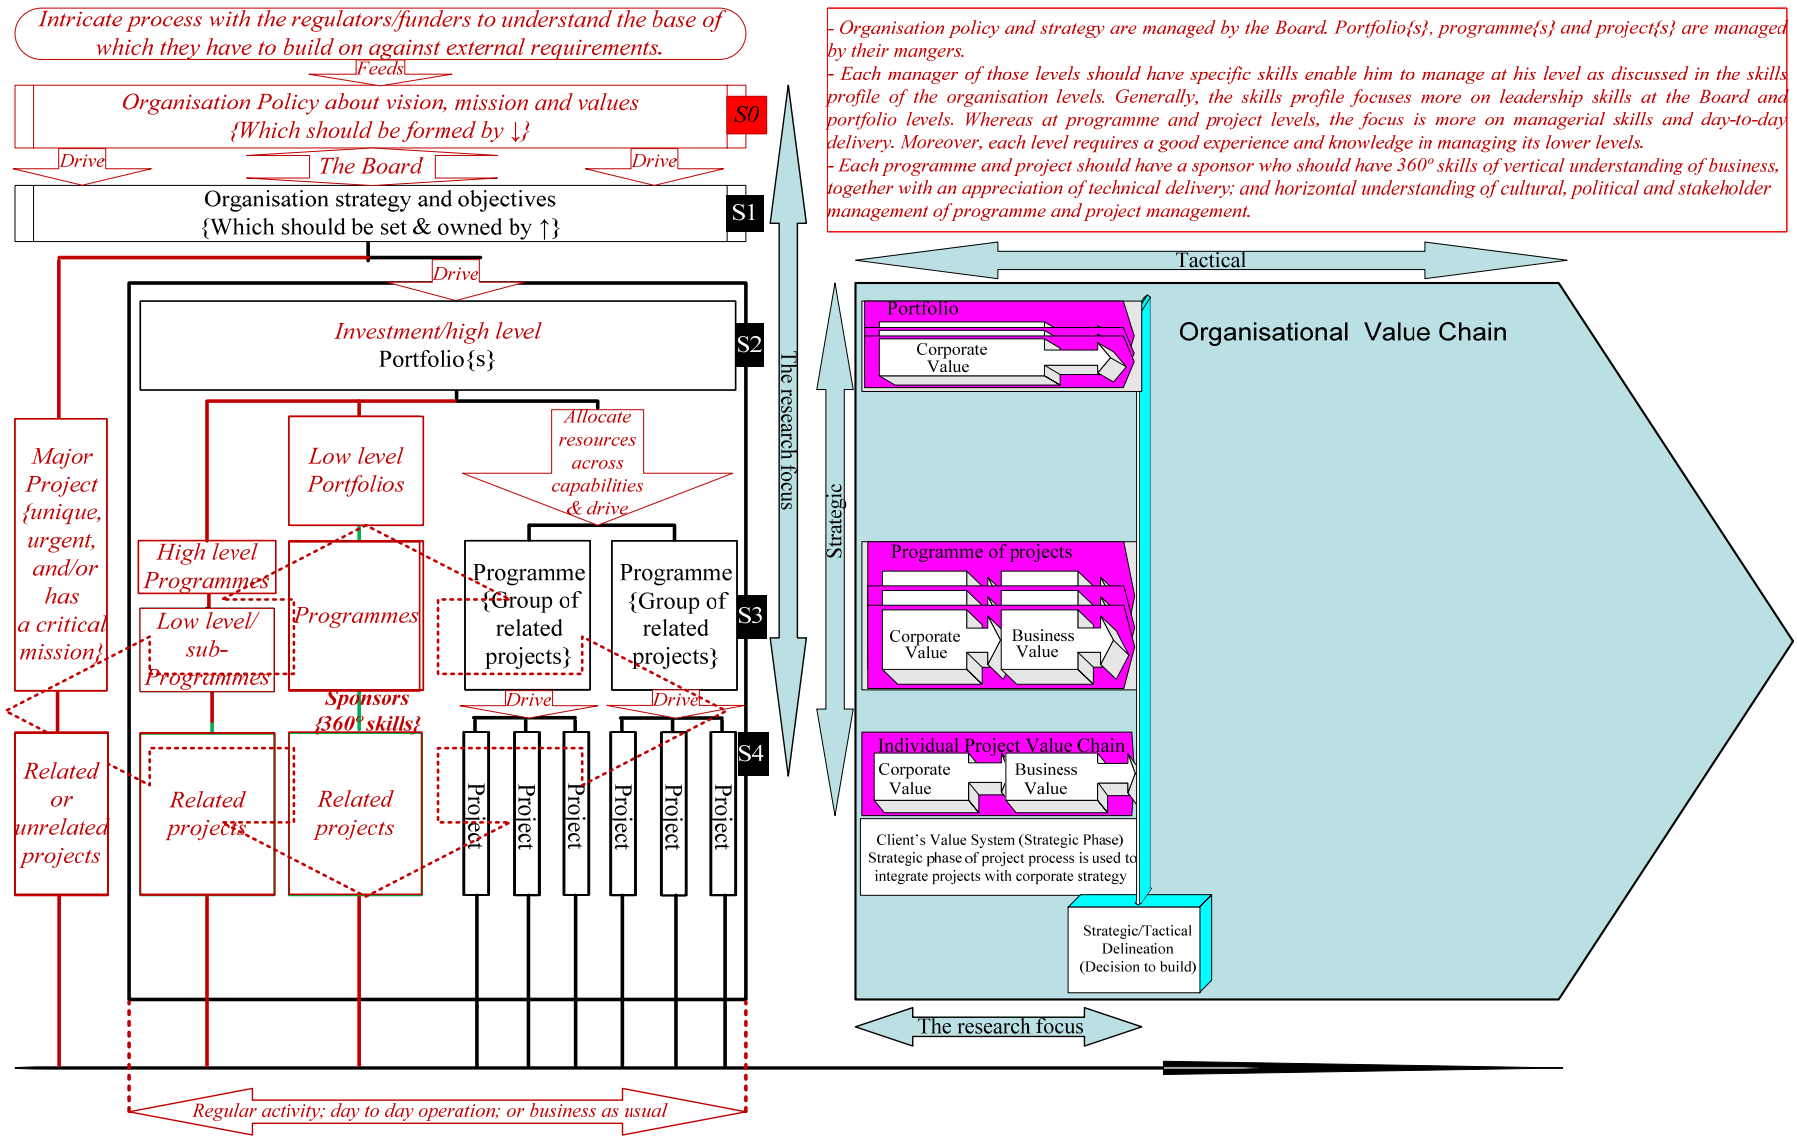 Intricate process with the regulators/funders to understand the base of
which they have to build on against external requirements.
Feeds
Organisation Policy about vision, mission and values
{Which should be formed by ↓}
S0
Drive
The Board
Drive
Organisation strategy and objectives
{Which should be set & owned by ↑}
S1
Drive
Investment/high level
Portfolio{s}
S2
Allocate
resources
across
capabilities
& drive
Low level
Portfolios
Major
Project
{unique,
urgent,
and/or
has
a critical
mission}
High level
Programmes
Low level/
sub-
Programmes
Programmes
Programme
{Group of
related
projects}
Programme
{Group of
related
projects}
S3
Sponsors
{360° skills}
Drive
Drive
S4
Related
or
unrelated
projects
Related
projects
Related
projects
Project
Project
Project
Project
Project
Project
Regular activity; day to day operation; or business as usual
The research focus
- Organisation policy and strategy are managed by the Board. Portfolio{s}, programme{s} and project{s} are managed
by their mangers.
- Each manager of those levels should have specific skills enable him to manage at his level as discussed in the skills
profile of the organisation levels. Generally, the skills profile focuses more on leadership skills at the Board and
portfolio levels. Whereas at programme and project levels, the focus is more on managerial skills and day-to-day
delivery. Moreover, each level requires a good experience and knowledge in managing its lower levels.
- Each programme and project should have a sponsor who should have 360º skills of vertical understanding of business,
together with an appreciation of technical delivery; and horizontal understanding of cultural, political and stakeholder
management of programme and project management.
Tactical
Strategic
Organisational Value Chain
Portfolio
Corporate
Value
Programme of projects
Corporate
Value
Business
Value
Individual Project Value Chain
Corporate
Value
Business
Value
Client's Value System (Strategic Phase)
Strategic phase of project process is used to
integrate projects with corporate strategy
Strategic/Tactical
Delineation
(Decision to build)
The research focus